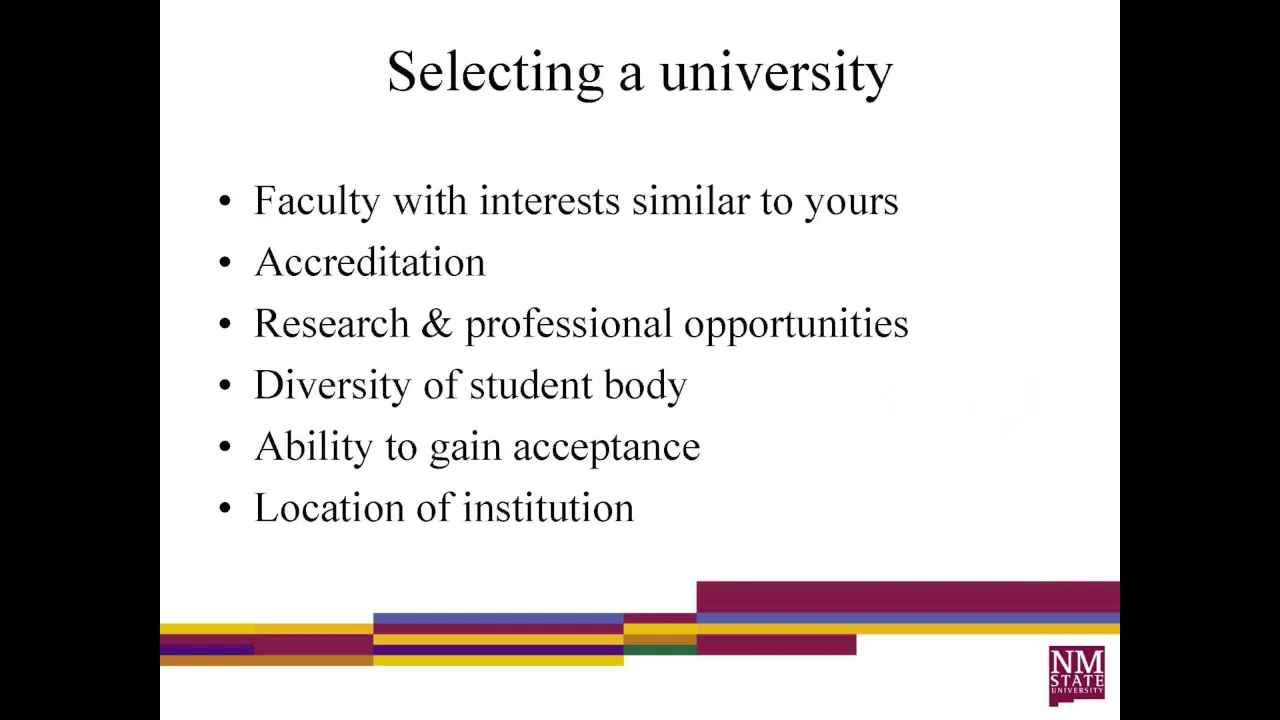 Selecting a university
• Faculty with interests similar to yours
• Accreditation
• Research & professional opportunities
• Diversity of student body
• Ability to gain acceptance
• Location of institution
NM
STATE
UNIVERSITY